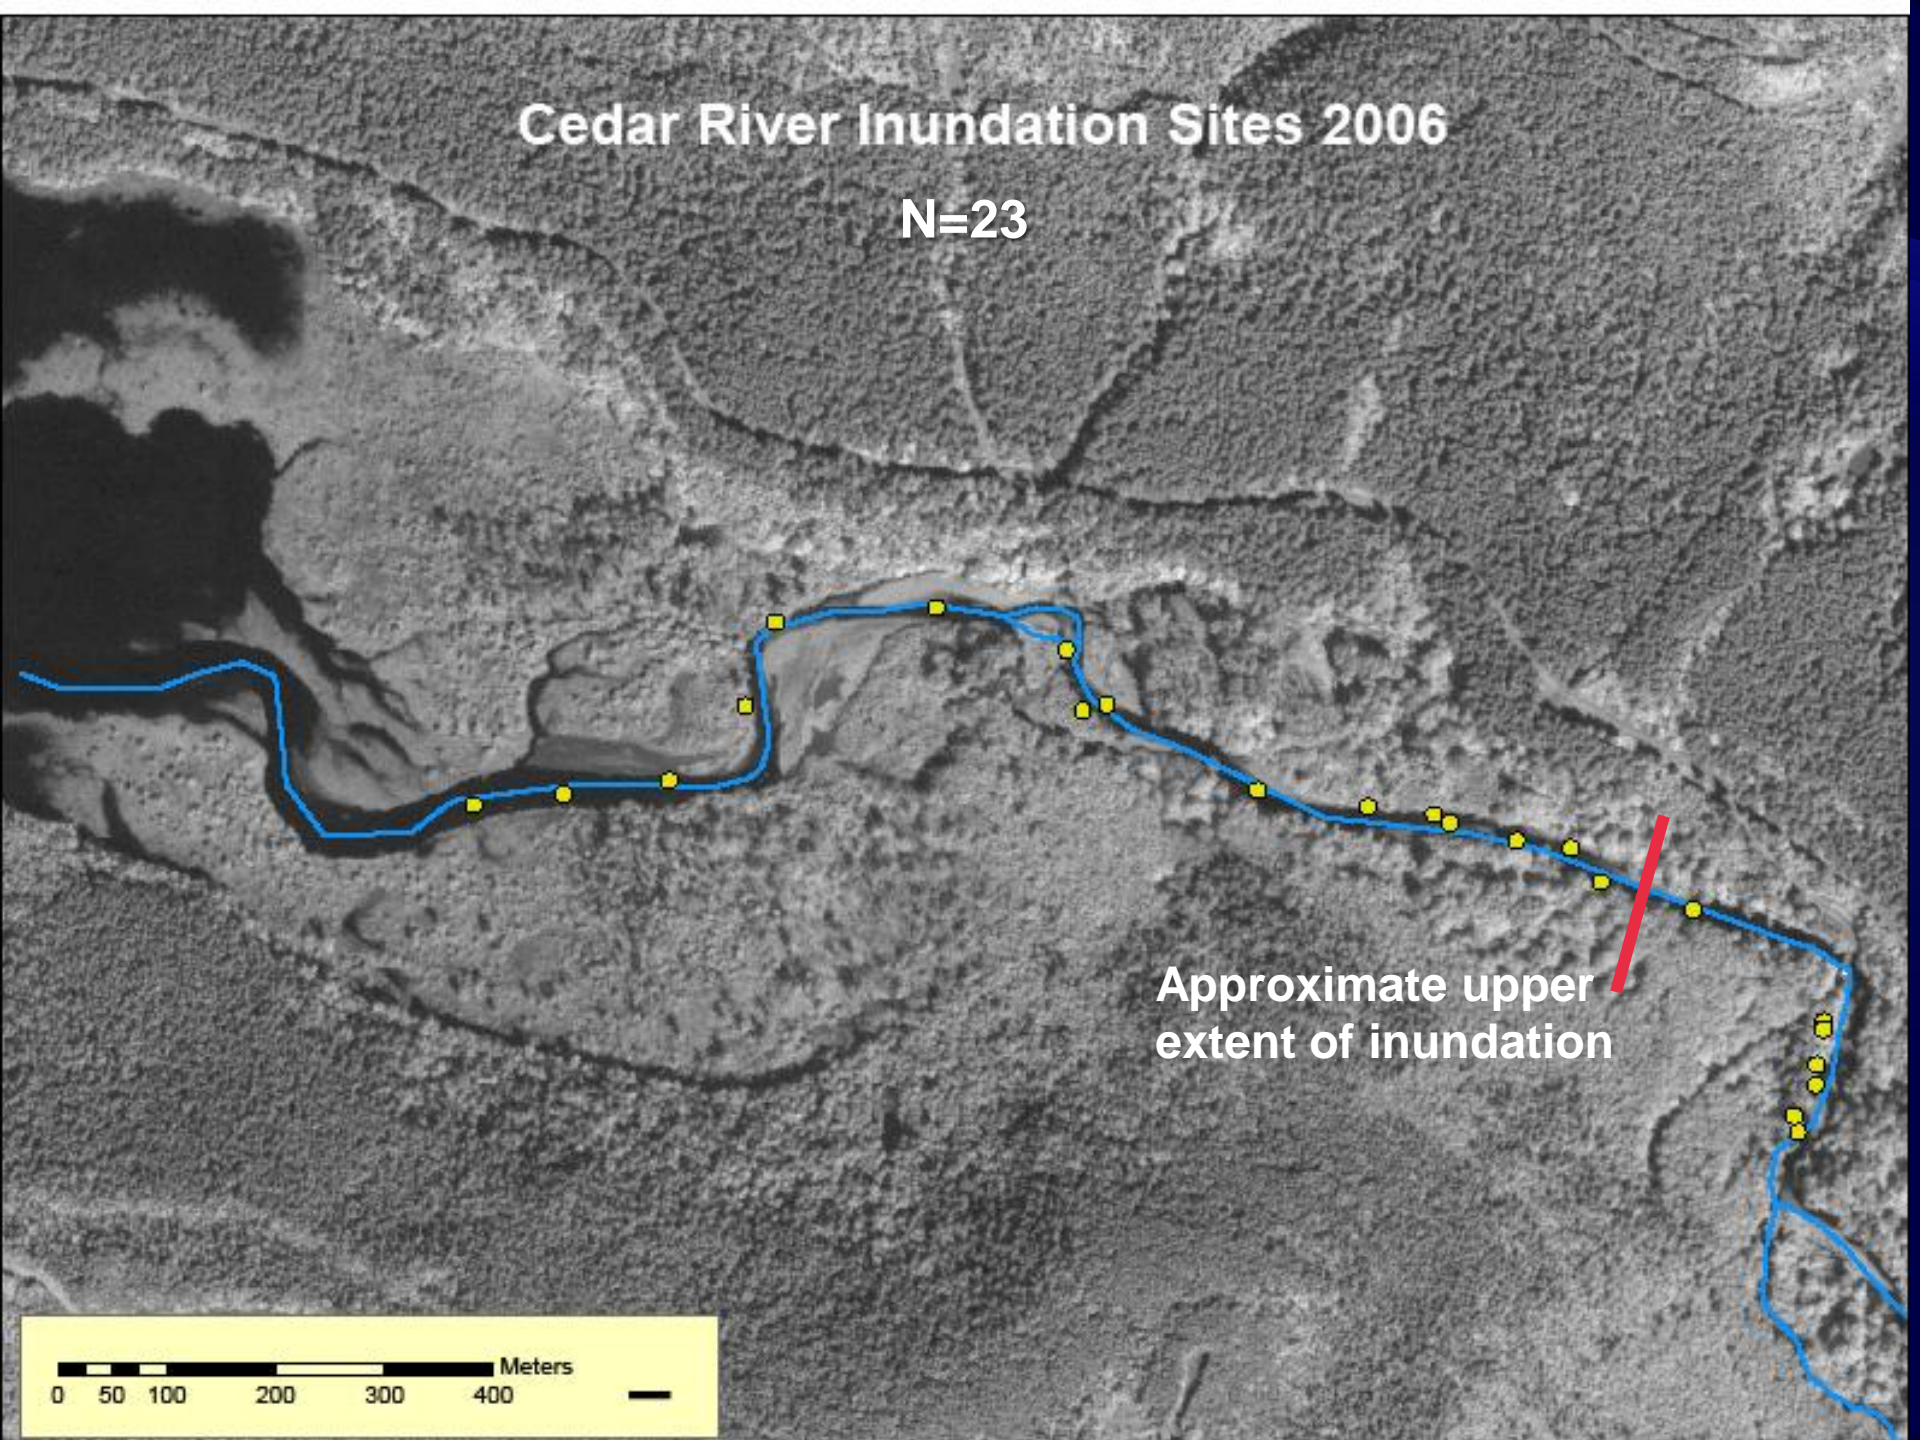 Cedar River Inundation Sites 2006
N=23
Approximate upper
extent of inundation
Meters
0 50 100 200 300 400